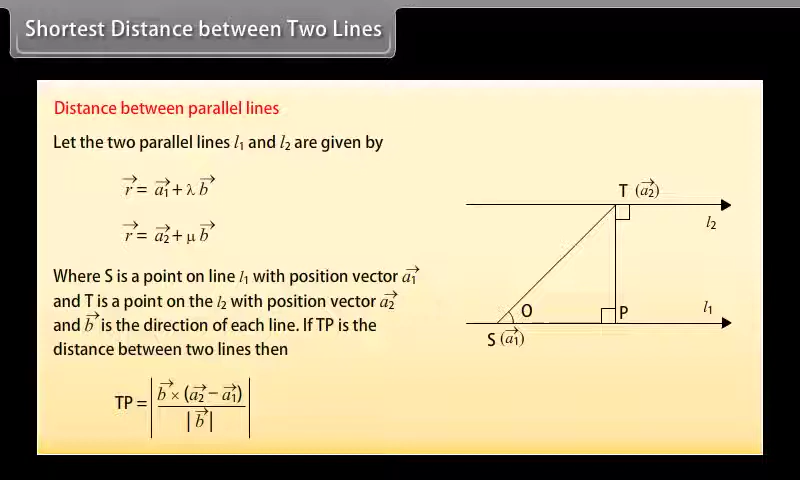 Shortest Distance between Two Lines
Distance between parallel lines
Let the two parallel lines l₁ and l₂ are given by
r⃗ = a⃗₁ + λ b⃗
r⃗ = a⃗₂ + μ b⃗
Where S is a point on line l₁ with position vector a⃗₁
and T is a point on the l₂ with position vector a⃗₂
and b⃗ is the direction of each line. If TP is the
distance between two lines then
TP = | b⃗ × (a⃗₂ − a⃗₁) / |b⃗| |
T (a⃗₂)
l₂
O
P
l₁
S (a⃗₁)